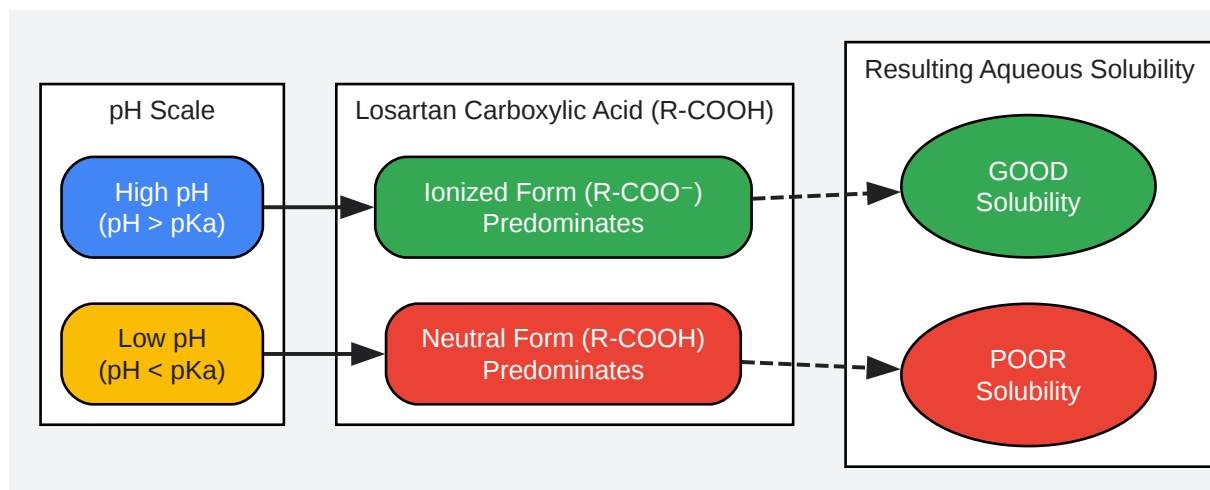 pH Scale
High pH
(pH > pKa)
Low pH
(pH < pKa)
Losartan Carboxylic Acid (R-COOH)
Ionized Form (R-COO⁻)
Predominates
Neutral Form (R-COOH)
Predominates
Resulting Aqueous Solubility
GOOD
Solubility
POOR
Solubility